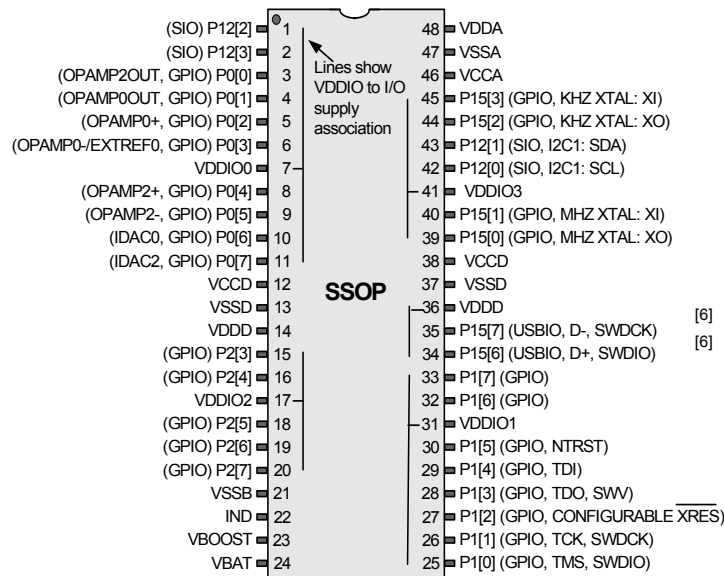 (SIO) P12[2] 1 48 VDDA
(SIO) P12[3] 2 47 VSSA
(OPAMP2OUT, GPIO) P0[0] 3 Lines show 46 VCCA
(OPAMP0OUT, GPIO) P0[1] 4 VDDIO to I/O 45 P15[3] (GPIO, KHZ XTAL: XI)
(OPAMP0+, GPIO) P0[2] 5 supply 44 P15[2] (GPIO, KHZ XTAL: XO)
(OPAMP0-/EXTREF0, GPIO) P0[3] 6 association 43 P12[1] (SIO, I2C1: SDA)
VDDIO0 7 42 P12[0] (SIO, I2C1: SCL)
(OPAMP2+, GPIO) P0[4] 8 41 VDDIO3
(OPAMP2-, GPIO) P0[5] 9 40 P15[1] (GPIO, MHZ XTAL: XI)
(IDAC0, GPIO) P0[6] 10 39 P15[0] (GPIO, MHZ XTAL: XO)
(IDAC2, GPIO) P0[7] 11 38 VCCD
VCCD 12 SSOP 37 VSSD
VSSD 13 36 VDDD [6]
VDDD 14 35 P15[7] (USBIO, D-, SWDCK) [6]
(GPIO) P2[3] 15 34 P15[6] (USBIO, D+, SWDIO)
(GPIO) P2[4] 16 33 P1[7] (GPIO)
VDDIO2 17 32 P1[6] (GPIO)
(GPIO) P2[5] 18 31 VDDIO1
(GPIO) P2[6] 19 30 P1[5] (GPIO, NTRST)
(GPIO) P2[7] 20 29 P1[4] (GPIO, TDI)
VSSB 21 28 P1[3] (GPIO, TDO, SWV)
IND 22 27 P1[2] (GPIO, CONFIGURABLE XRES)
VBOOST 23 26 P1[1] (GPIO, TCK, SWDCK)
VBAT 24 25 P1[0] (GPIO, TMS, SWDIO)